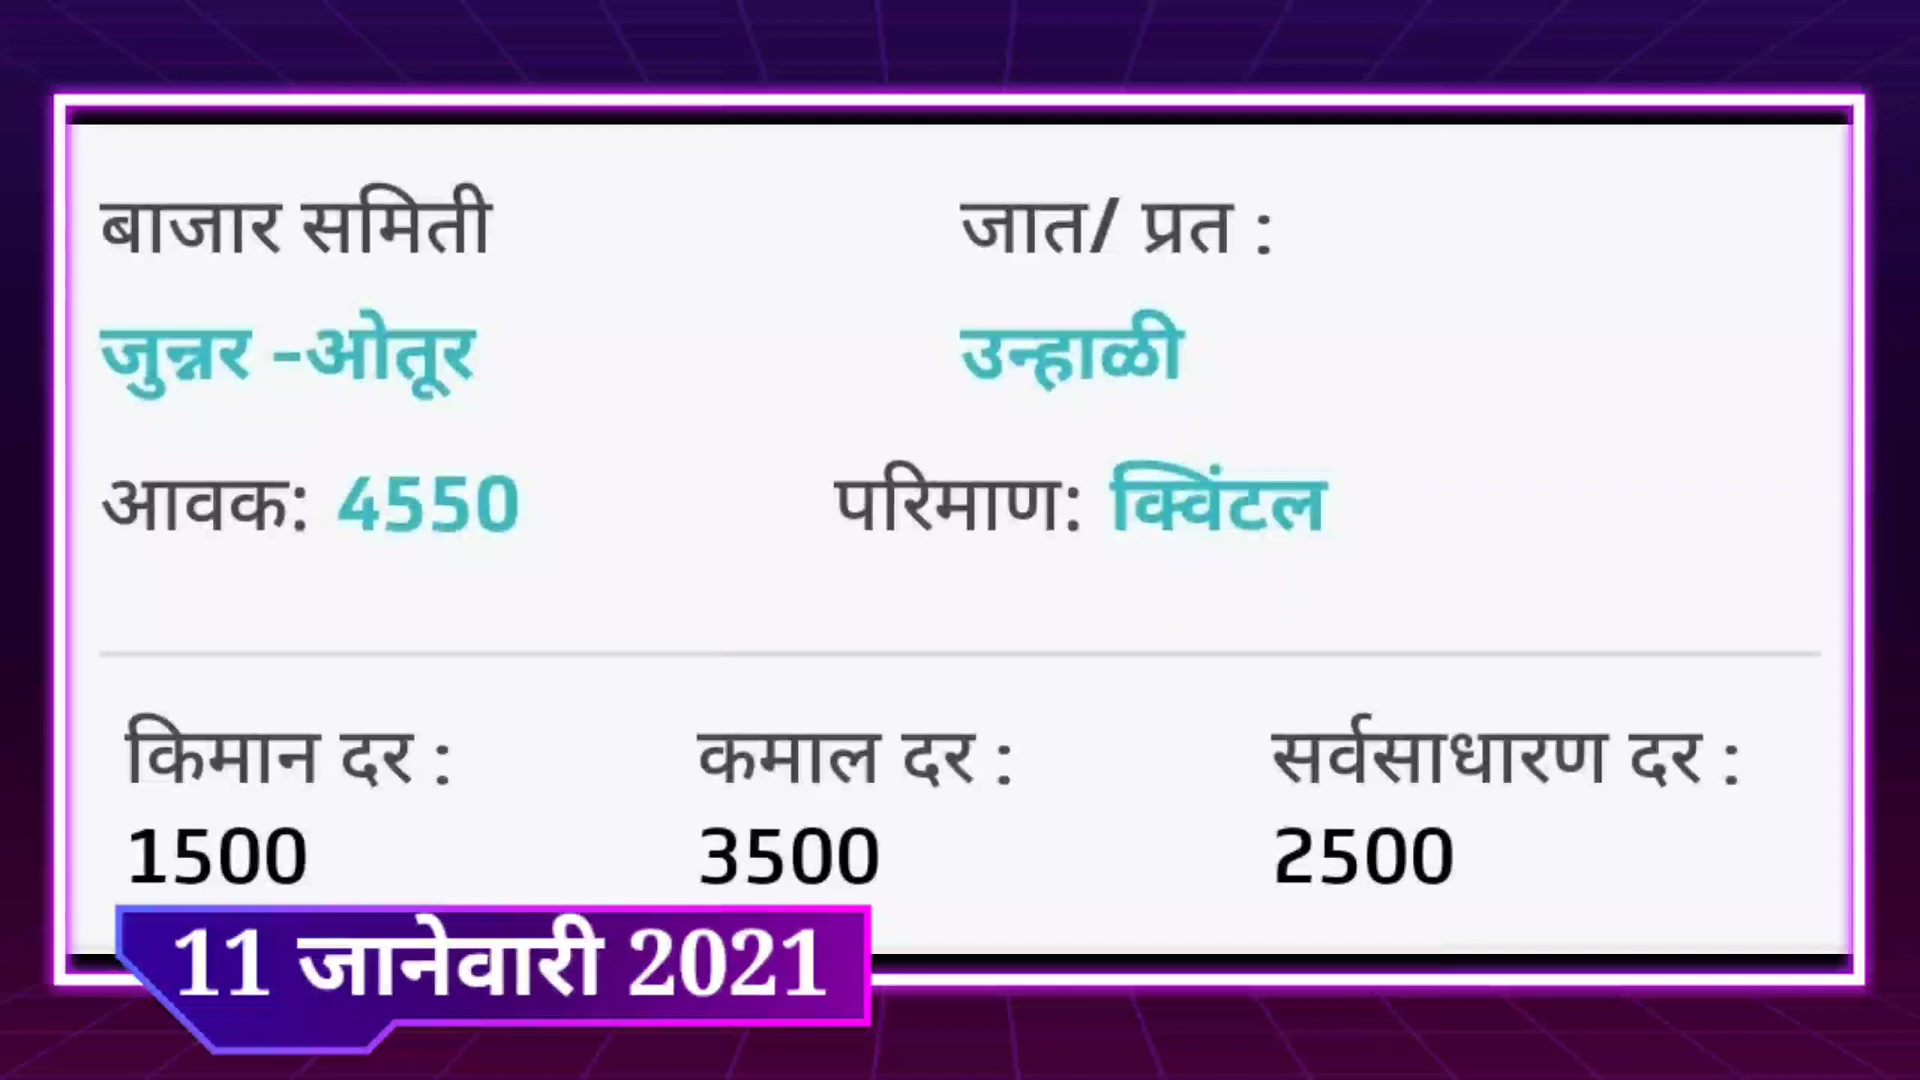 बाजार समिती
जात/ प्रत :
जुन्नर -ओतूर
उन्हाळी
आवक: 4550
परिमाण: क्विंटल
किमान दर :
कमाल दर :
सर्वसाधारण दर :
1500
3500
2500
11 जानेवारी 2021